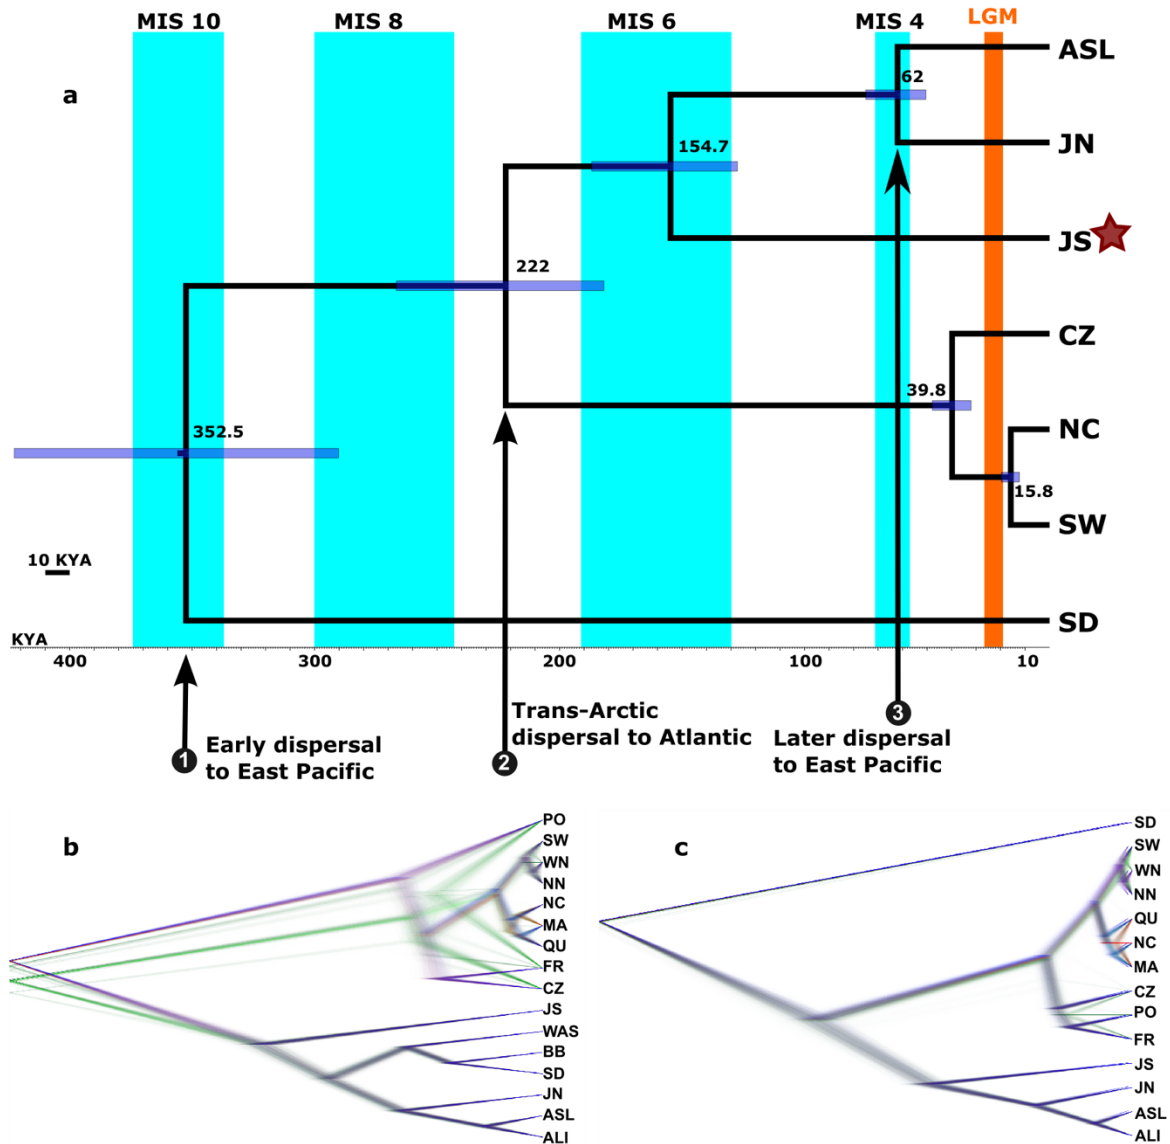 MIS 10
MIS 8
MIS 6
MIS 4
LGM
a
ASL
62
JN
154.7
JS
222
CZ
39.8
NC
352.5
15.8
SW
10 KYA
SD
KYA
400
300
200
100
10
1
Early dispersal
to East Pacific
2
Trans-Arctic
dispersal to Atlantic
3
Later dispersal
to East Pacific
b
PO
SW
WN
NN
NC
MA
QU
FR
CZ
JS
WAS
BB
SD
JN
ASL
ALI
c
SD
SW
WN
NN
QU
NC
MA
CZ
PO
FR
JS
JN
ASL
ALI